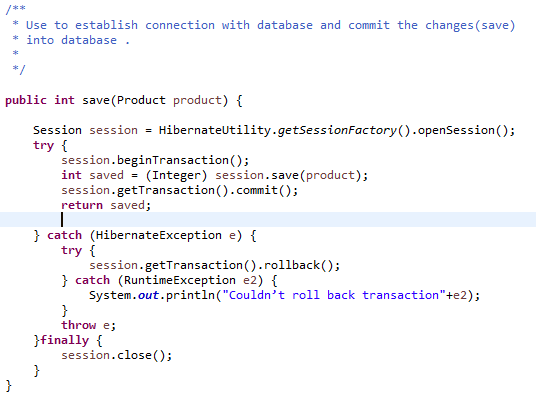 /**
 * Use to establish connection with database and commit the changes(save)
 * into database .
 *
 */
public int save(Product product) {
    Session session = HibernateUtility.getSessionFactory().openSession();
    try {
        session.beginTransaction();
        int saved = (Integer) session.save(product);
        session.getTransaction().commit();
        return saved;
    } catch (HibernateException e) {
        try {
            session.getTransaction().rollback();
        } catch (RuntimeException e2) {
            System.out.println("Couldn’t roll back transaction"+e2);
        }
        throw e;
    }finally {
        session.close();
    }
}